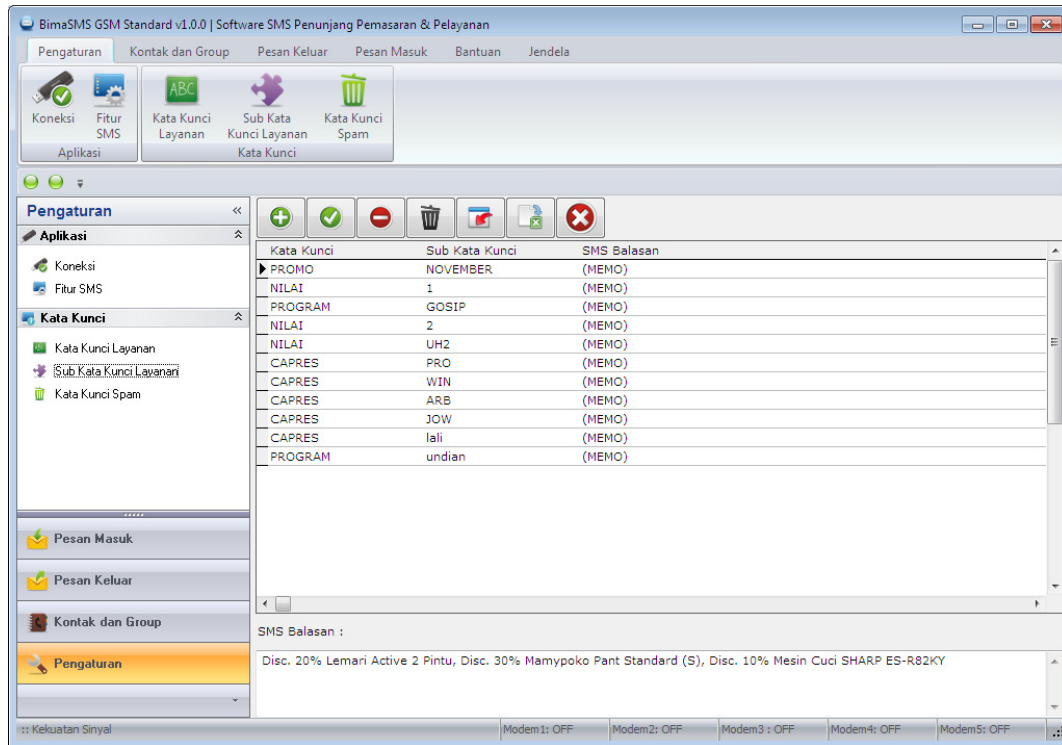 BimaSMS GSM Standard v1.0.0 | Software SMS Penunjang Pemasaran & Pelayanan
Pengaturan Kontak dan Group Pesan Keluar Pesan Masuk Bantuan Jendela
ABC
Koneksi Fitur SMS Kata Kunci Layanan Sub Kata Kunci Layanan Kata Kunci Spam
Aplikasi Kata Kunci
Pengaturan
Aplikasi
Koneksi
Fitur SMS
Kata Kunci
Kata Kunci Layanan
Sub Kata Kunci Layanan
Kata Kunci Spam
Pesan Masuk
Pesan Keluar
Kontak dan Group
Pengaturan
Kata Kunci Sub Kata Kunci SMS Balasan
PROMO NOVEMBER (MEMO)
NILAI 1 (MEMO)
PROGRAM GOSIP (MEMO)
NILAI 2 (MEMO)
NILAI UH2 (MEMO)
CAPRES PRO (MEMO)
CAPRES WIN (MEMO)
CAPRES ARB (MEMO)
CAPRES JOW (MEMO)
CAPRES lali (MEMO)
PROGRAM undian (MEMO)
SMS Balasan :
Disc. 20% Lemari Active 2 Pintu, Disc. 30% Mamypoko Pant Standard (S), Disc. 10% Mesin Cuci SHARP ES-R82KY
:: Kekuatan Sinyal Modem1: OFF Modem2: OFF Modem3 : OFF Modem4: OFF Modem5: OFF